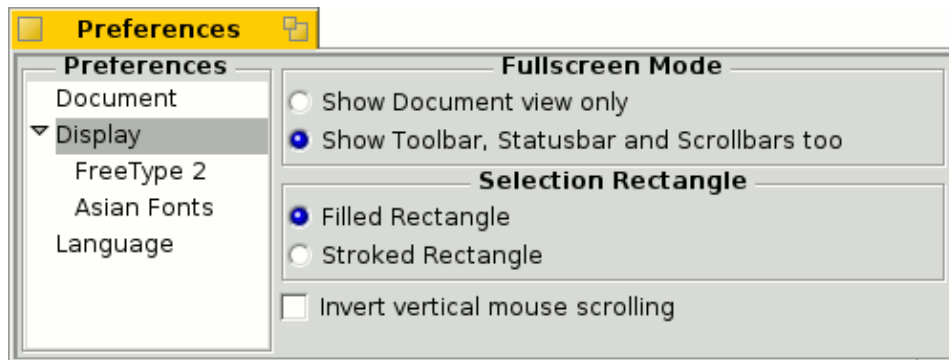 Preferences
Preferences
Document
Display
FreeType 2
Asian Fonts
Language
Fullscreen Mode
Show Document view only
Show Toolbar, Statusbar and Scrollbars too
Selection Rectangle
Filled Rectangle
Stroked Rectangle
Invert vertical mouse scrolling